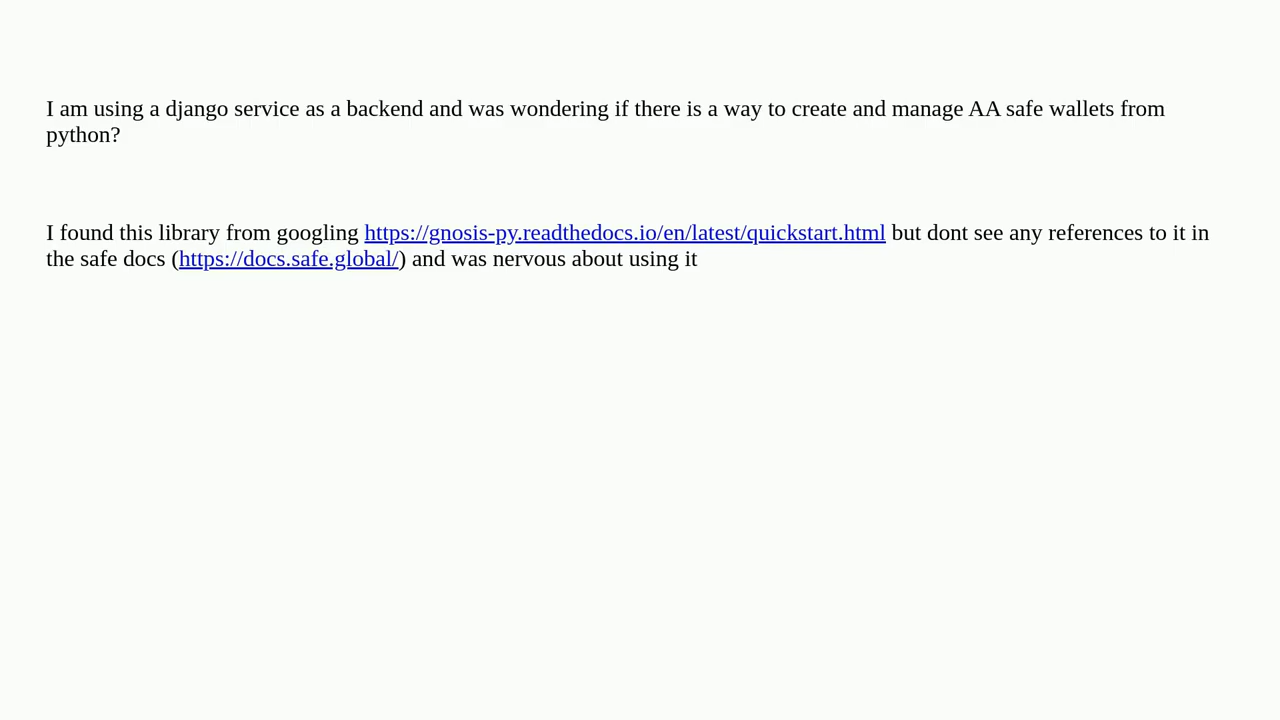 I am using a django service as a backend and was wondering if there is a way to create and manage AA safe wallets from
python?
I found this library from googling https://gnosis-py.readthedocs.io/en/latest/quickstart.html but dont see any references to it in
the safe docs (https://docs.safe.global/) and was nervous about using it